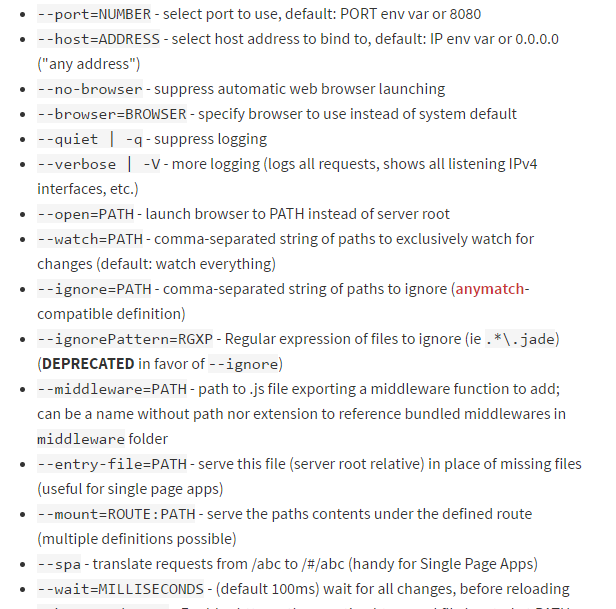 --port=NUMBER - select port to use, default: PORT env var or 8080
--host=ADDRESS - select host address to bind to, default: IP env var or 0.0.0.0
("any address")
--no-browser - suppress automatic web browser launching
--browser=BROWSER - specify browser to use instead of system default
--quiet | -q - suppress logging
--verbose | -V - more logging (logs all requests, shows all listening IPv4
interfaces, etc.)
--open=PATH - launch browser to PATH instead of server root
--watch=PATH - comma-separated string of paths to exclusively watch for
changes (default: watch everything)
--ignore=PATH - comma-separated string of paths to ignore (anymatch-
compatible definition)
--ignorePattern=RGXP - Regular expression of files to ignore (ie .*\.jade)
(DEPRECATED in favor of --ignore)
--middleware=PATH - path to .js file exporting a middleware function to add;
can be a name without path nor extension to reference bundled middlewares in
middleware folder
--entry-file=PATH - serve this file (server root relative) in place of missing files
(useful for single page apps)
--mount=ROUTE:PATH - serve the paths contents under the defined route
(multiple definitions possible)
--spa - translate requests from /abc to /#/abc (handy for Single Page Apps)
--wait=MILLISECONDS - (default 100ms) wait for all changes, before reloading